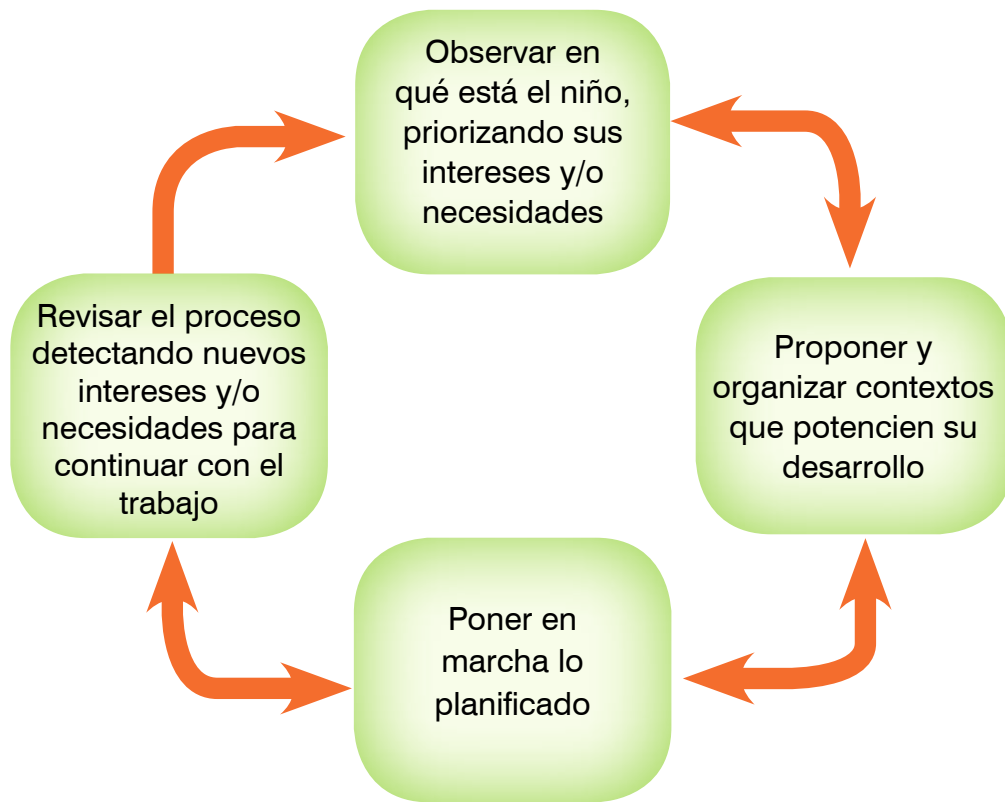 Observar en
qué está el niño,
priorizando sus
intereses y/o
necesidades
Proponer y
organizar contextos
que potencien su
desarrollo
Poner en
marcha lo
planificado
Revisar el proceso
detectando nuevos
intereses y/o
necesidades para
continuar con el
trabajo